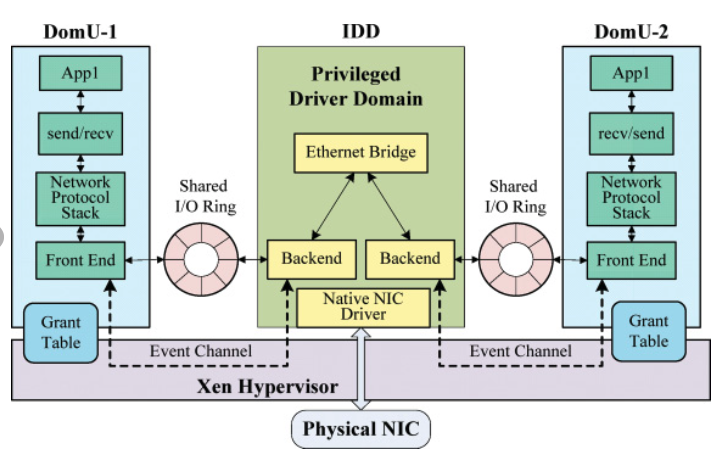 DomU-1
IDD
DomU-2
App1
send/recv
Network
Protocol
Stack
Front End
Grant
Table
Shared
I/O Ring
Privileged
Driver Domain
Ethernet Bridge
Backend
Backend
Native NIC
Driver
Shared
I/O Ring
App1
recv/send
Network
Protocol
Stack
Front End
Grant
Table
Event Channel
Event Channel
Xen Hypervisor
Physical NIC